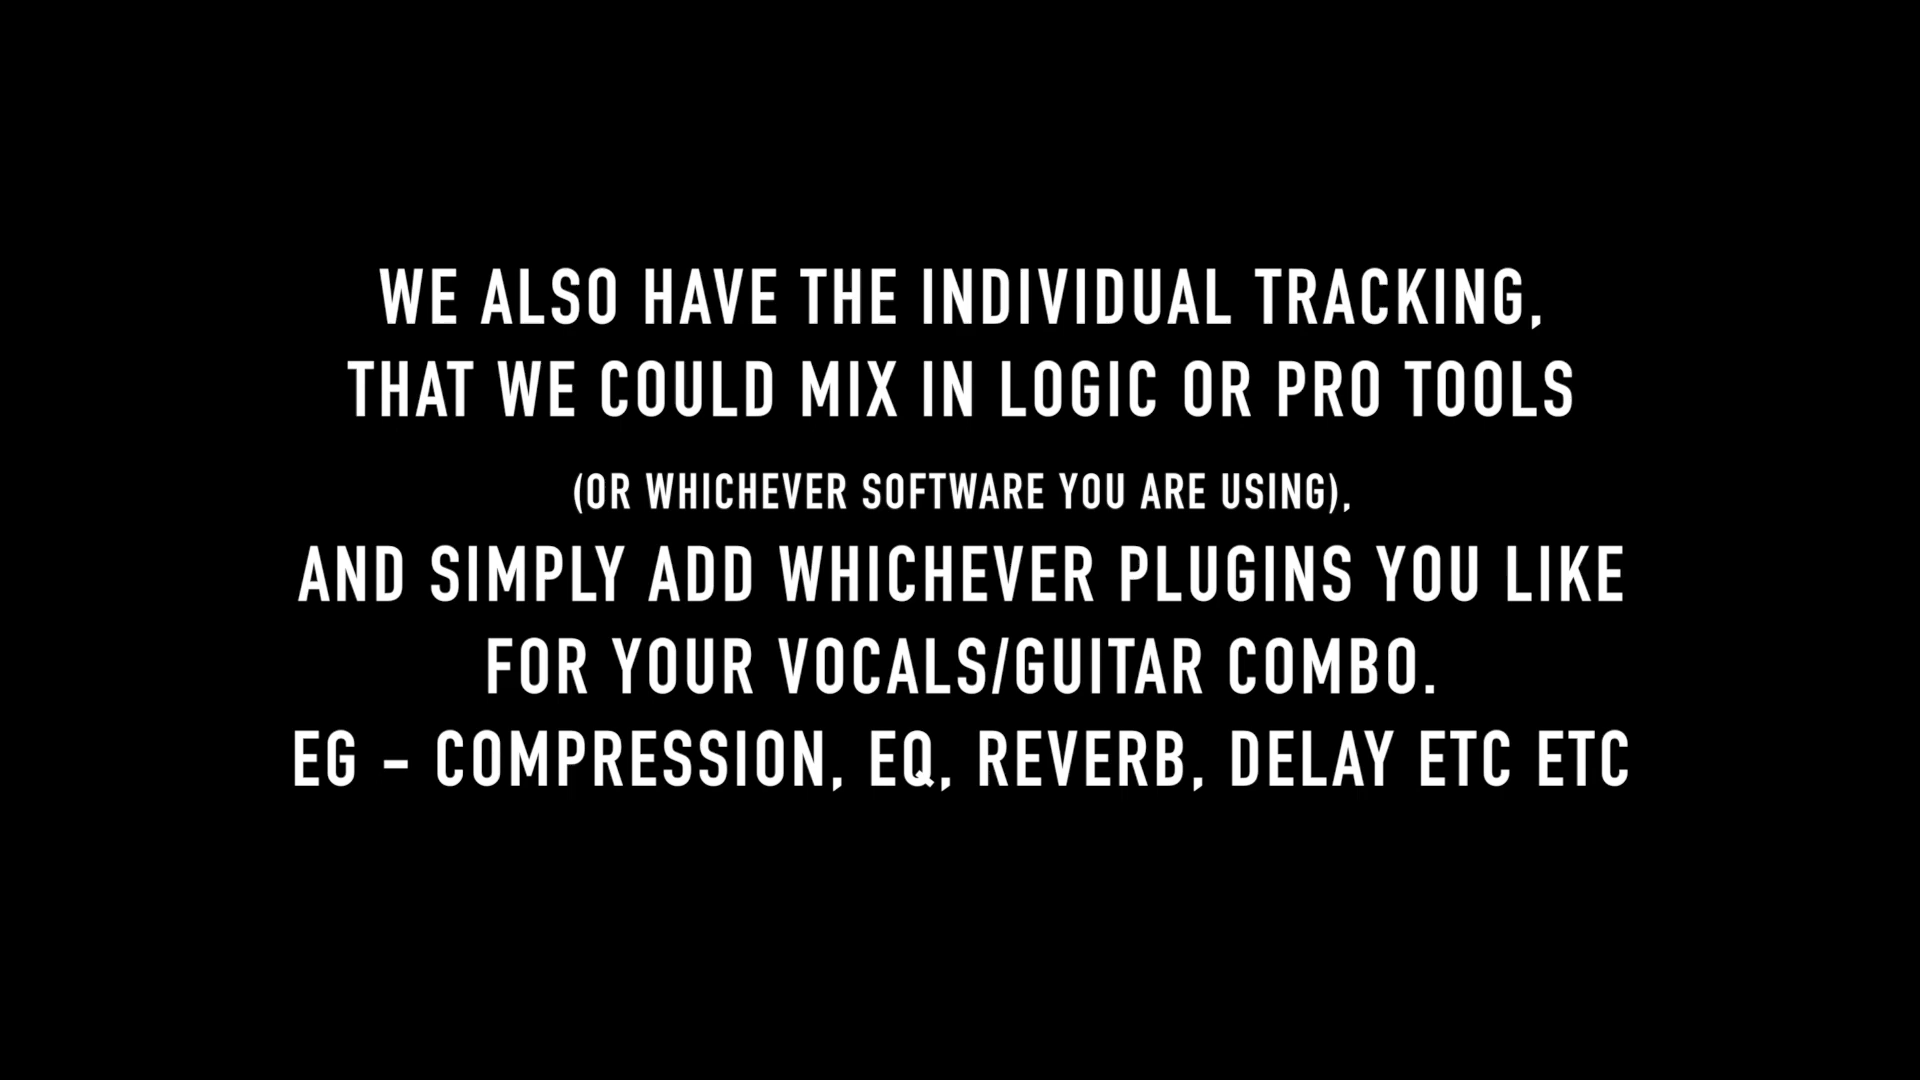 WE ALSO HAVE THE INDIVIDUAL TRACKING,
THAT WE COULD MIX IN LOGIC OR PRO TOOLS
(OR WHICHEVER SOFTWARE YOU ARE USING),
AND SIMPLY ADD WHICHEVER PLUGINS YOU LIKE
FOR YOUR VOCALS/GUITAR COMBO.
EG - COMPRESSION, EQ, REVERB, DELAY ETC ETC